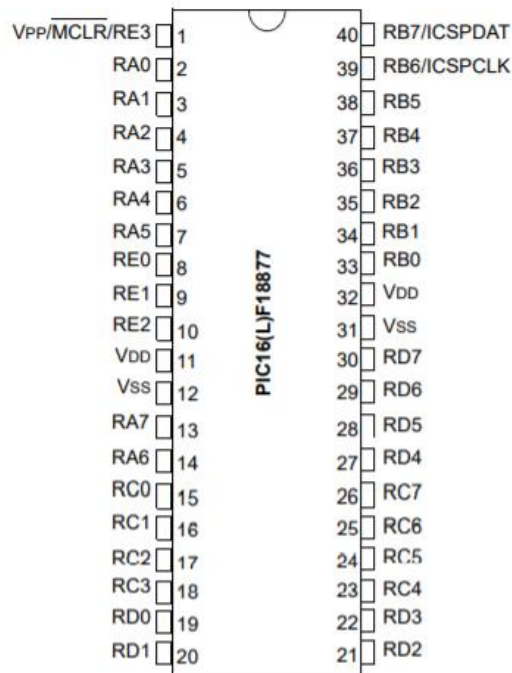 VPP/MCLR/RE3 1 40 RB7/ICSPDAT
RA0 2 39 RB6/ICSPCLK
RA1 3 38 RB5
RA2 4 37 RB4
RA3 5 36 RB3
RA4 6 35 RB2
RA5 7 34 RB1
RE0 8 33 RB0
RE1 9 32 VDD
RE2 10 31 VSS
VDD 11 30 RD7
VSS 12 29 RD6
RA7 13 28 RD5
RA6 14 27 RD4
RC0 15 26 RC7
RC1 16 25 RC6
RC2 17 24 RC5
RC3 18 23 RC4
RD0 19 22 RD3
RD1 20 21 RD2
PIC16(L)F18877